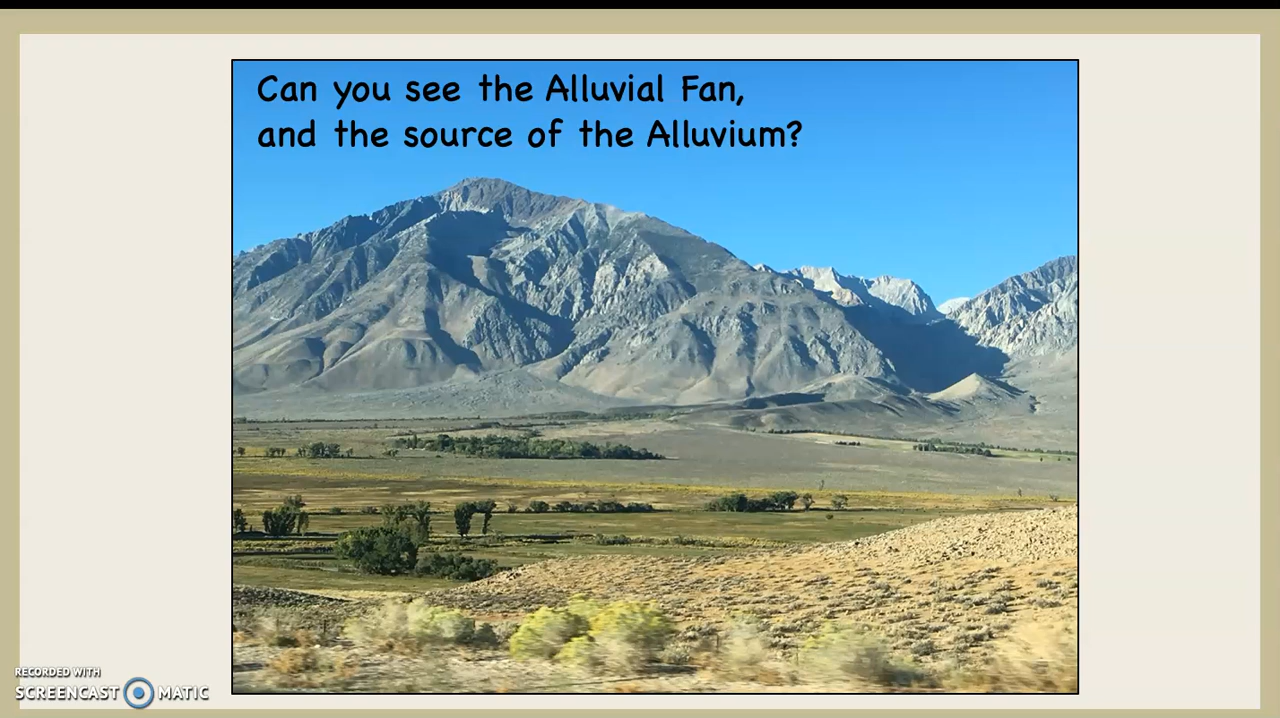 Can you see the Alluvial Fan,
and the source of the Alluvium?
RECORDED WITH
SCREENCAST MATIC